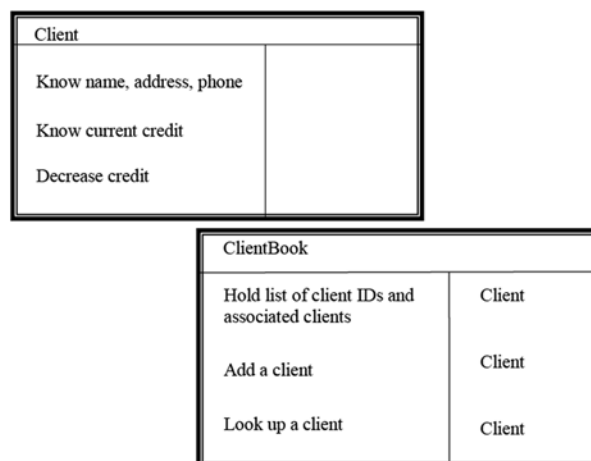 Client
Know name, address, phone
Know current credit
Decrease credit
ClientBook
Hold list of client IDs and
associated clients
Client
Add a client
Client
Look up a client
Client